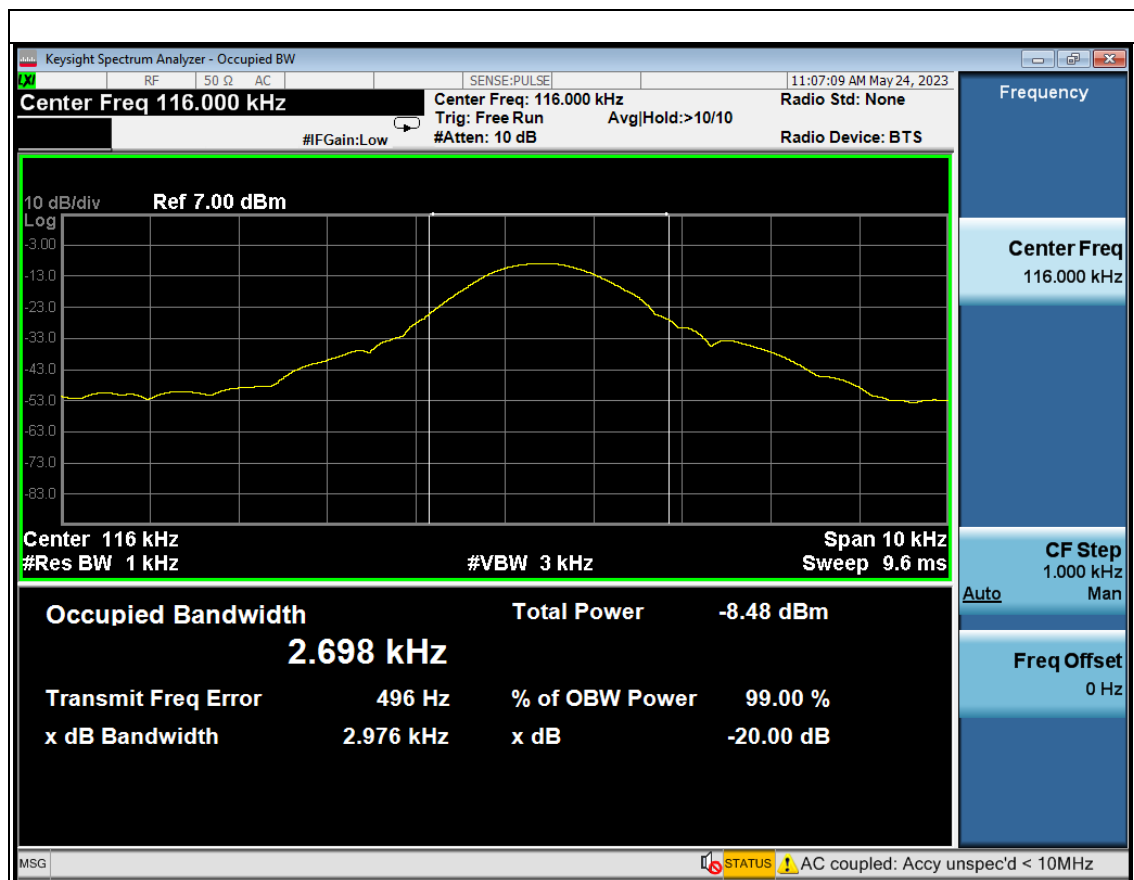 Keysight Spectrum Analyzer - Occupied BW
LXI RF 50 Ω AC SENSE:PULSE 11:07:09 AM May 24, 2023
Center Freq 116.000 kHz Center Freq: 116.000 kHz Radio Std: None
Trig: Free Run Avg|Hold:>10/10
#IFGain:Low #Atten: 10 dB Radio Device: BTS
10 dB/div Ref 7.00 dBm
Log
-3.00
-13.0
-23.0
-33.0
-43.0
-53.0
-63.0
-73.0
-83.0
Center 116 kHz Span 10 kHz
#Res BW 1 kHz #VBW 3 kHz Sweep 9.6 ms
Occupied Bandwidth Total Power -8.48 dBm
2.698 kHz
Transmit Freq Error 496 Hz % of OBW Power 99.00 %
x dB Bandwidth 2.976 kHz x dB -20.00 dB
Frequency
Center Freq
116.000 kHz
CF Step
1.000 kHz
Auto Man
Freq Offset
0 Hz
MSG STATUS AC coupled: Accy unspec'd < 10MHz